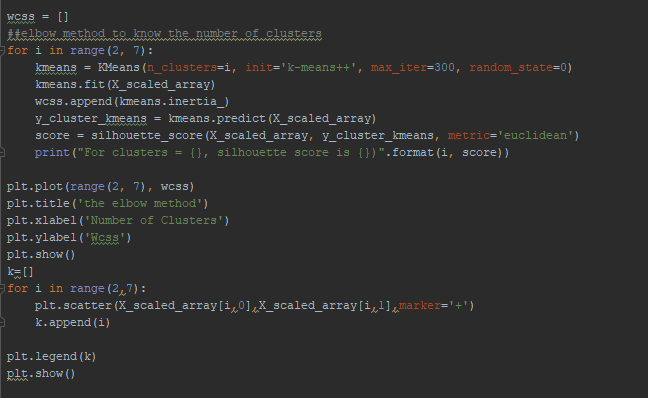 wcss = []
##elbow method to know the number of clusters
for i in range(2, 7):
    kmeans = KMeans(n_clusters=i, init='k-means++', max_iter=300, random_state=0)
    kmeans.fit(X_scaled_array)
    wcss.append(kmeans.inertia_)
    y_cluster_kmeans = kmeans.predict(X_scaled_array)
    score = silhouette_score(X_scaled_array, y_cluster_kmeans, metric='euclidean')
    print("For clusters = {}, silhouette score is {})".format(i, score))
plt.plot(range(2, 7), wcss)
plt.title('the elbow method')
plt.xlabel('Number of Clusters')
plt.ylabel('Wcss')
plt.show()
k=[]
for i in range(2,7):
    plt.scatter(X_scaled_array[i,0],X_scaled_array[i,1],marker='+')
    k.append(i)
plt.legend(k)
plt.show()